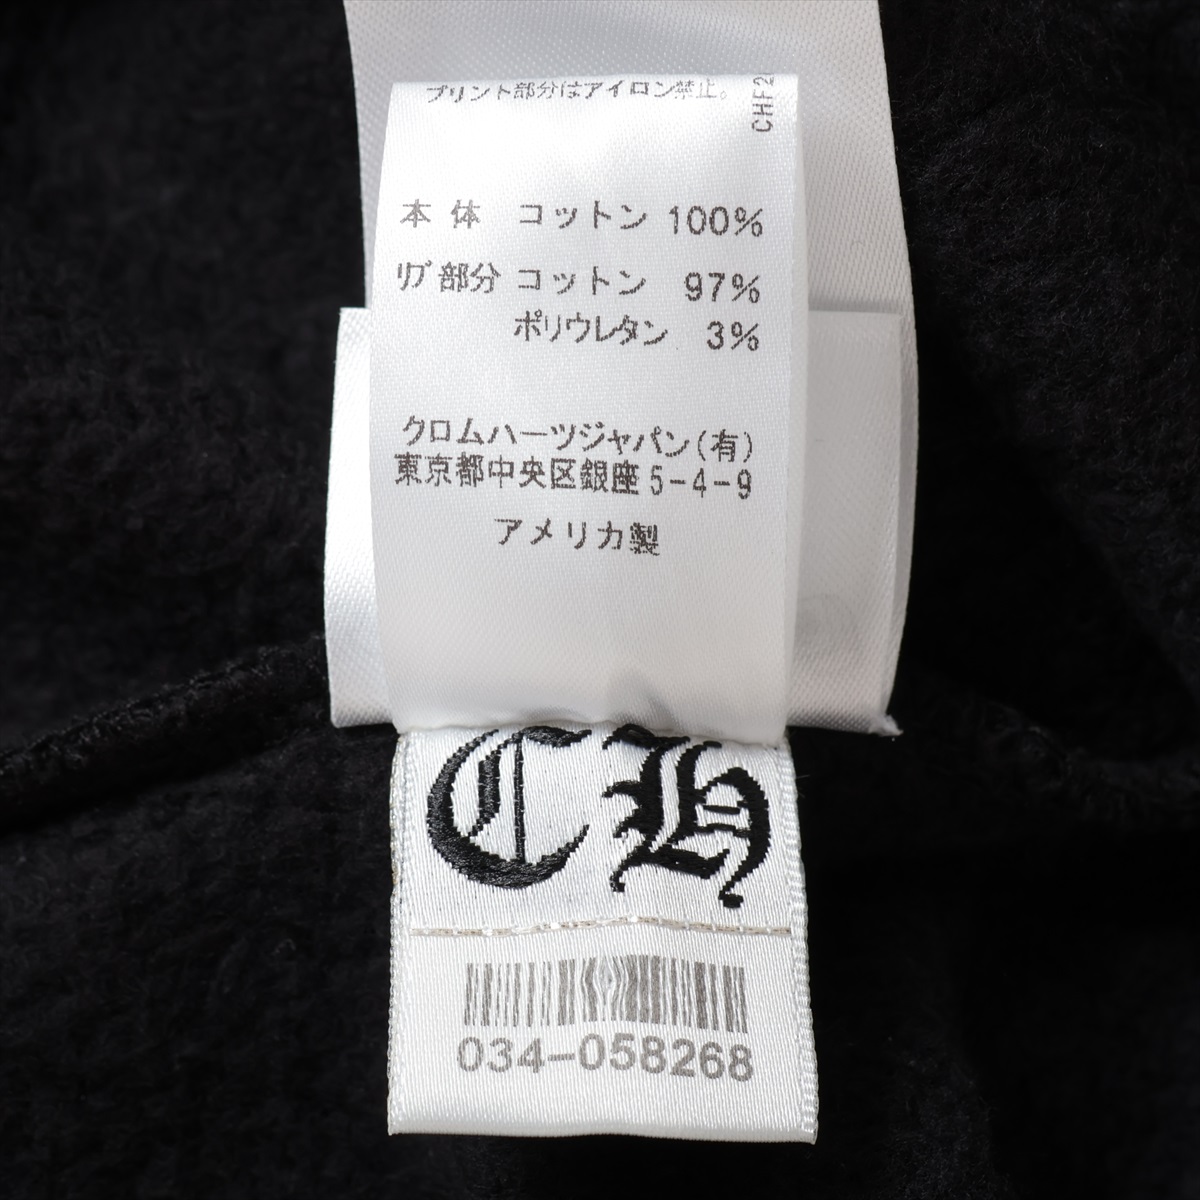 プリント部分はアイロン禁止。
CHF2
本体 コットン 100%
リブ部分 コットン 97%
ポリウレタン 3%
クロムハーツジャパン(有)
東京都中央区銀座5-4-9
アメリカ製
CH
034-058268